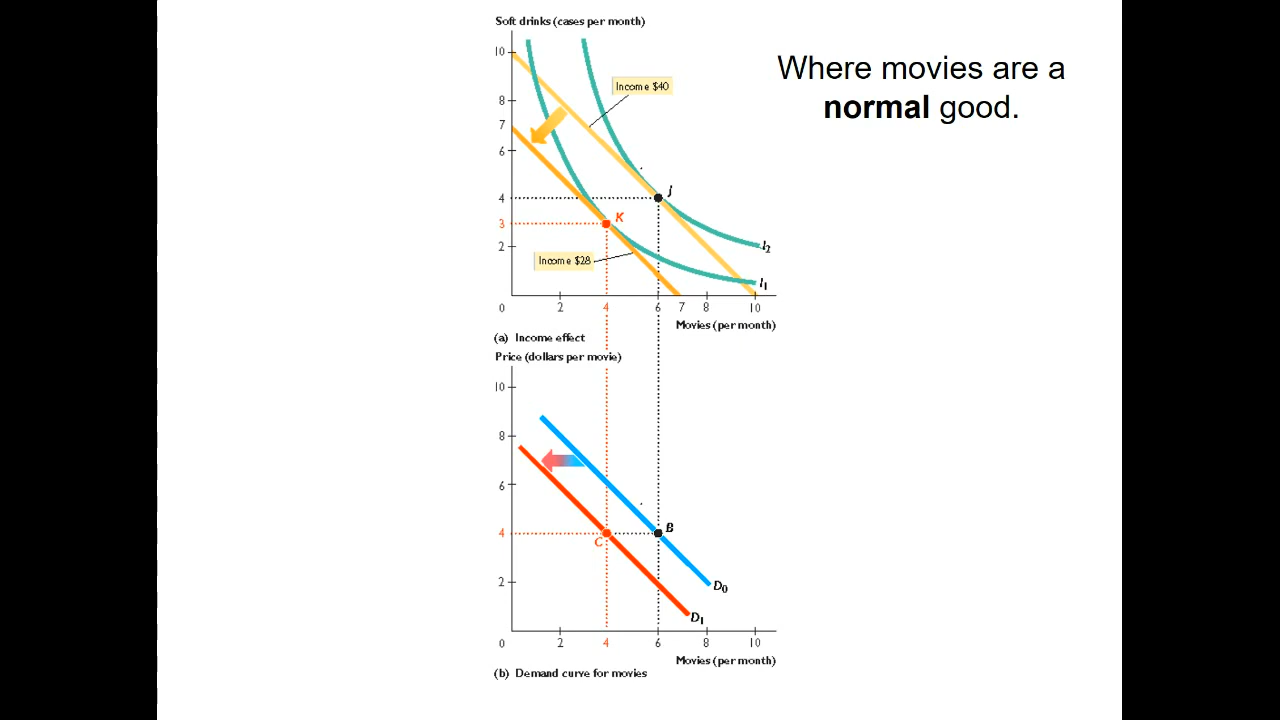 Soft drinks (cases per month)
Where movies are a
normal good.
10
Income $40
8
7
6
4
J
3
K
2
I2
Income $28
I1
0
2
4
6
7
8
10
Movies (per month)
(a) Income effect
Price (dollars per movie)
10
8
6
4
B
C
2
D0
D1
0
2
4
6
8
10
Movies (per month)
(b) Demand curve for movies